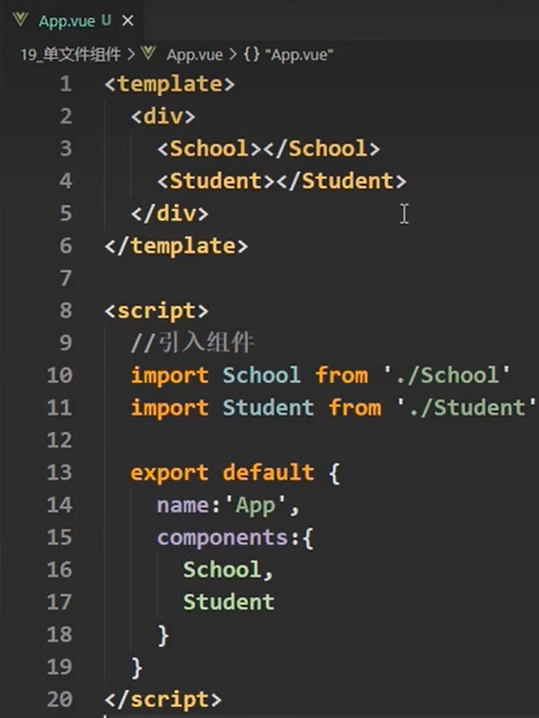 App.vue U ×
19_单文件组件 > App.vue > {} "App.vue"
1 <template>
2   <div>
3     <School></School>
4     <Student></Student>
5   </div>
6 </template>
7
8 <script>
9   //引入组件
10   import School from './School'
11   import Student from './Student'
12
13   export default {
14     name:'App',
15     components:{
16       School,
17       Student
18     }
19   }
20 </script>